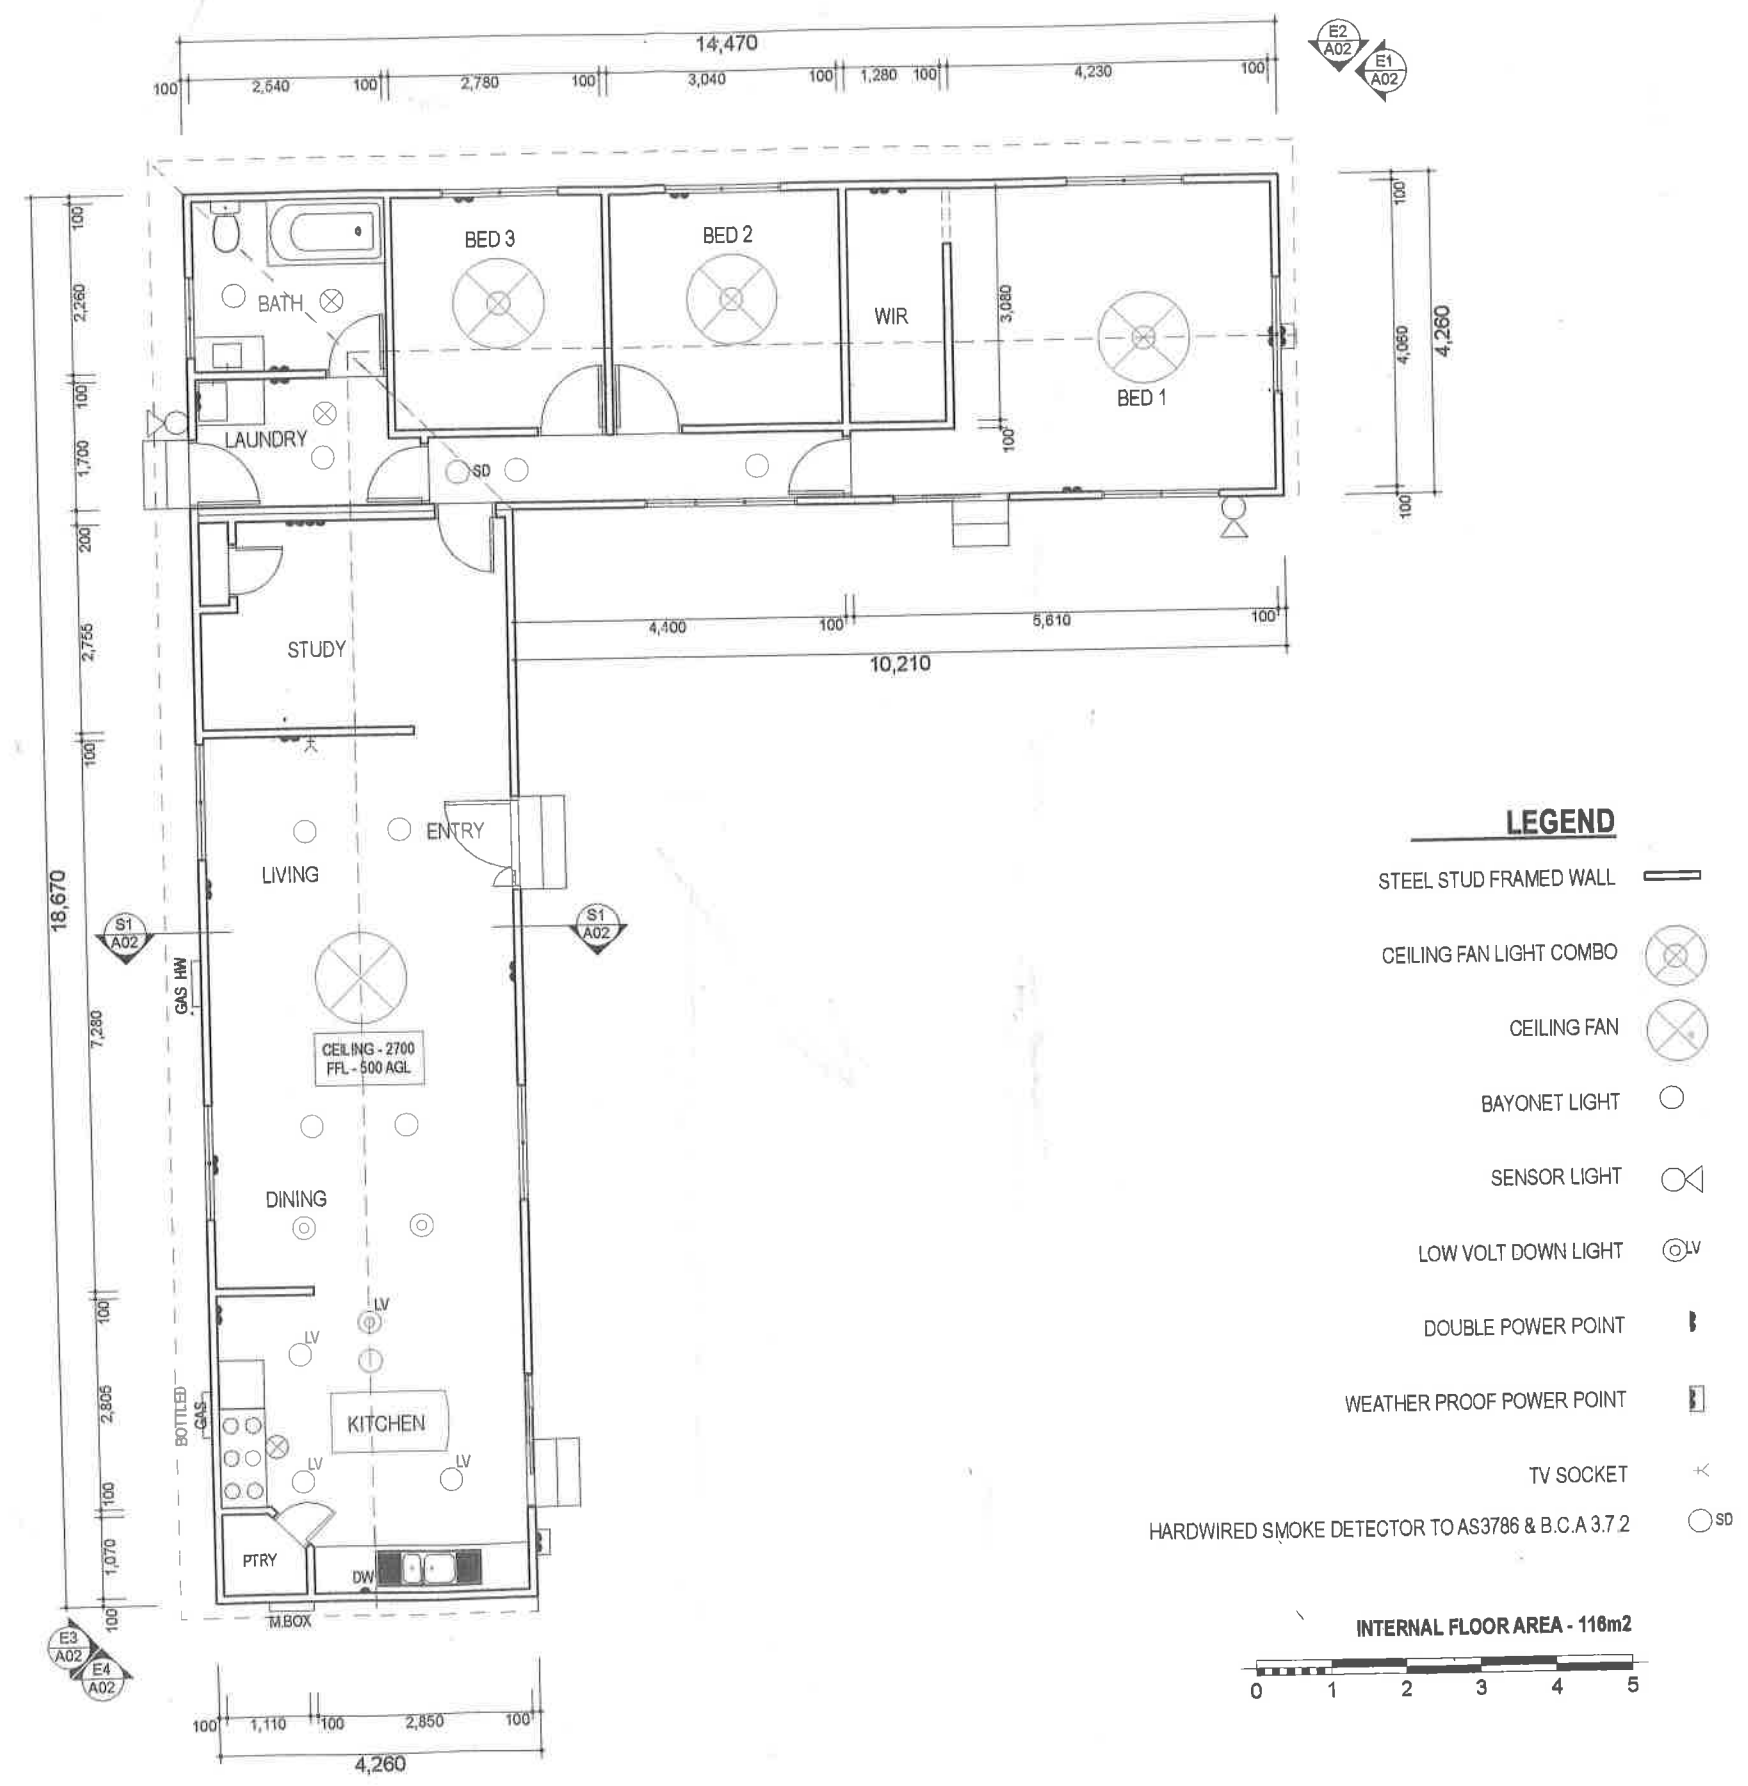 14,470
E2
A02
E1
A02
100
2,540
100
2,780
100
3,040
100
1,280
100
4,230
100
100
2,260
100
1,700
200
2,755
100
18,670
7,280
100
2,805
100
1,070
100
BED 3
BED 2
BATH
WIR
3,080
100
BED 1
100
4,060
4,260
100
LAUNDRY
SD
4,400
100
5,610
100
10,210
STUDY
ENTRY
LIVING
S1
A02
S1
A02
GAS HW
CEILING - 2700
FFL - 500 AGL
DINING
LV
LV
BOTTLED
GAS
KITCHEN
LV
LV
PTRY
DW
M.BOX
E3
A02
E4
A02
100
1,110
100
2,850
100
4,260
LEGEND
STEEL STUD FRAMED WALL
CEILING FAN LIGHT COMBO
CEILING FAN
BAYONET LIGHT
SENSOR LIGHT
LOW VOLT DOWN LIGHT
LV
DOUBLE POWER POINT
WEATHER PROOF POWER POINT
TV SOCKET
HARDWIRED SMOKE DETECTOR TO AS3786 & B.C.A 3.7.2
SD
INTERNAL FLOOR AREA - 116m2
0 1 2 3 4 5